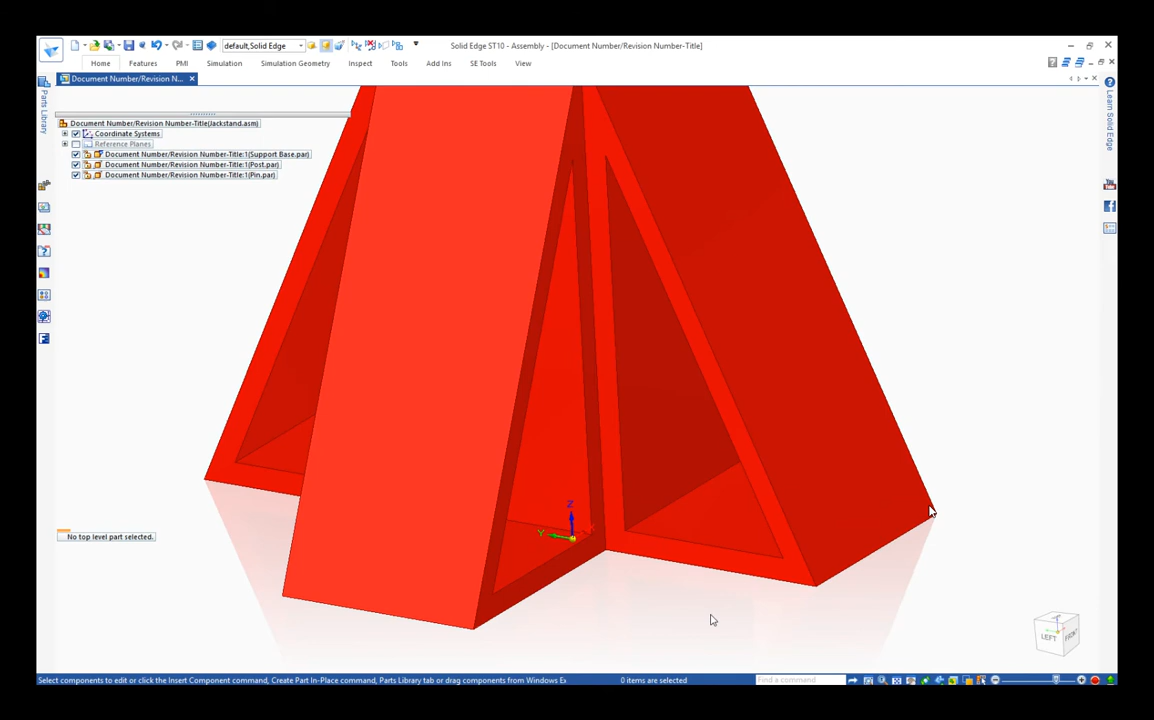 default,Solid Edge
Solid Edge ST10 - Assembly - [Document Number/Revision Number-Title]
Home Features PMI Simulation Simulation Geometry Inspect Tools Add Ins SE Tools View
Document Number/Revision N...
Parts Library
Learn Solid Edge
Document Number/Revision Number-Title(Jackstand.asm)
Coordinate Systems
Reference Planes
Document Number/Revision Number-Title:1(Support Base.par)
Document Number/Revision Number-Title:1(Post.par)
Document Number/Revision Number-Title:1(Pin.par)
You
Z
Y X
No top level part selected.
LEFT FRONT
Select components to edit or click the Insert Component command, Create Part In-Place command, Parts Library tab or drag components from Windows Ex
0 items are selected
Find a command